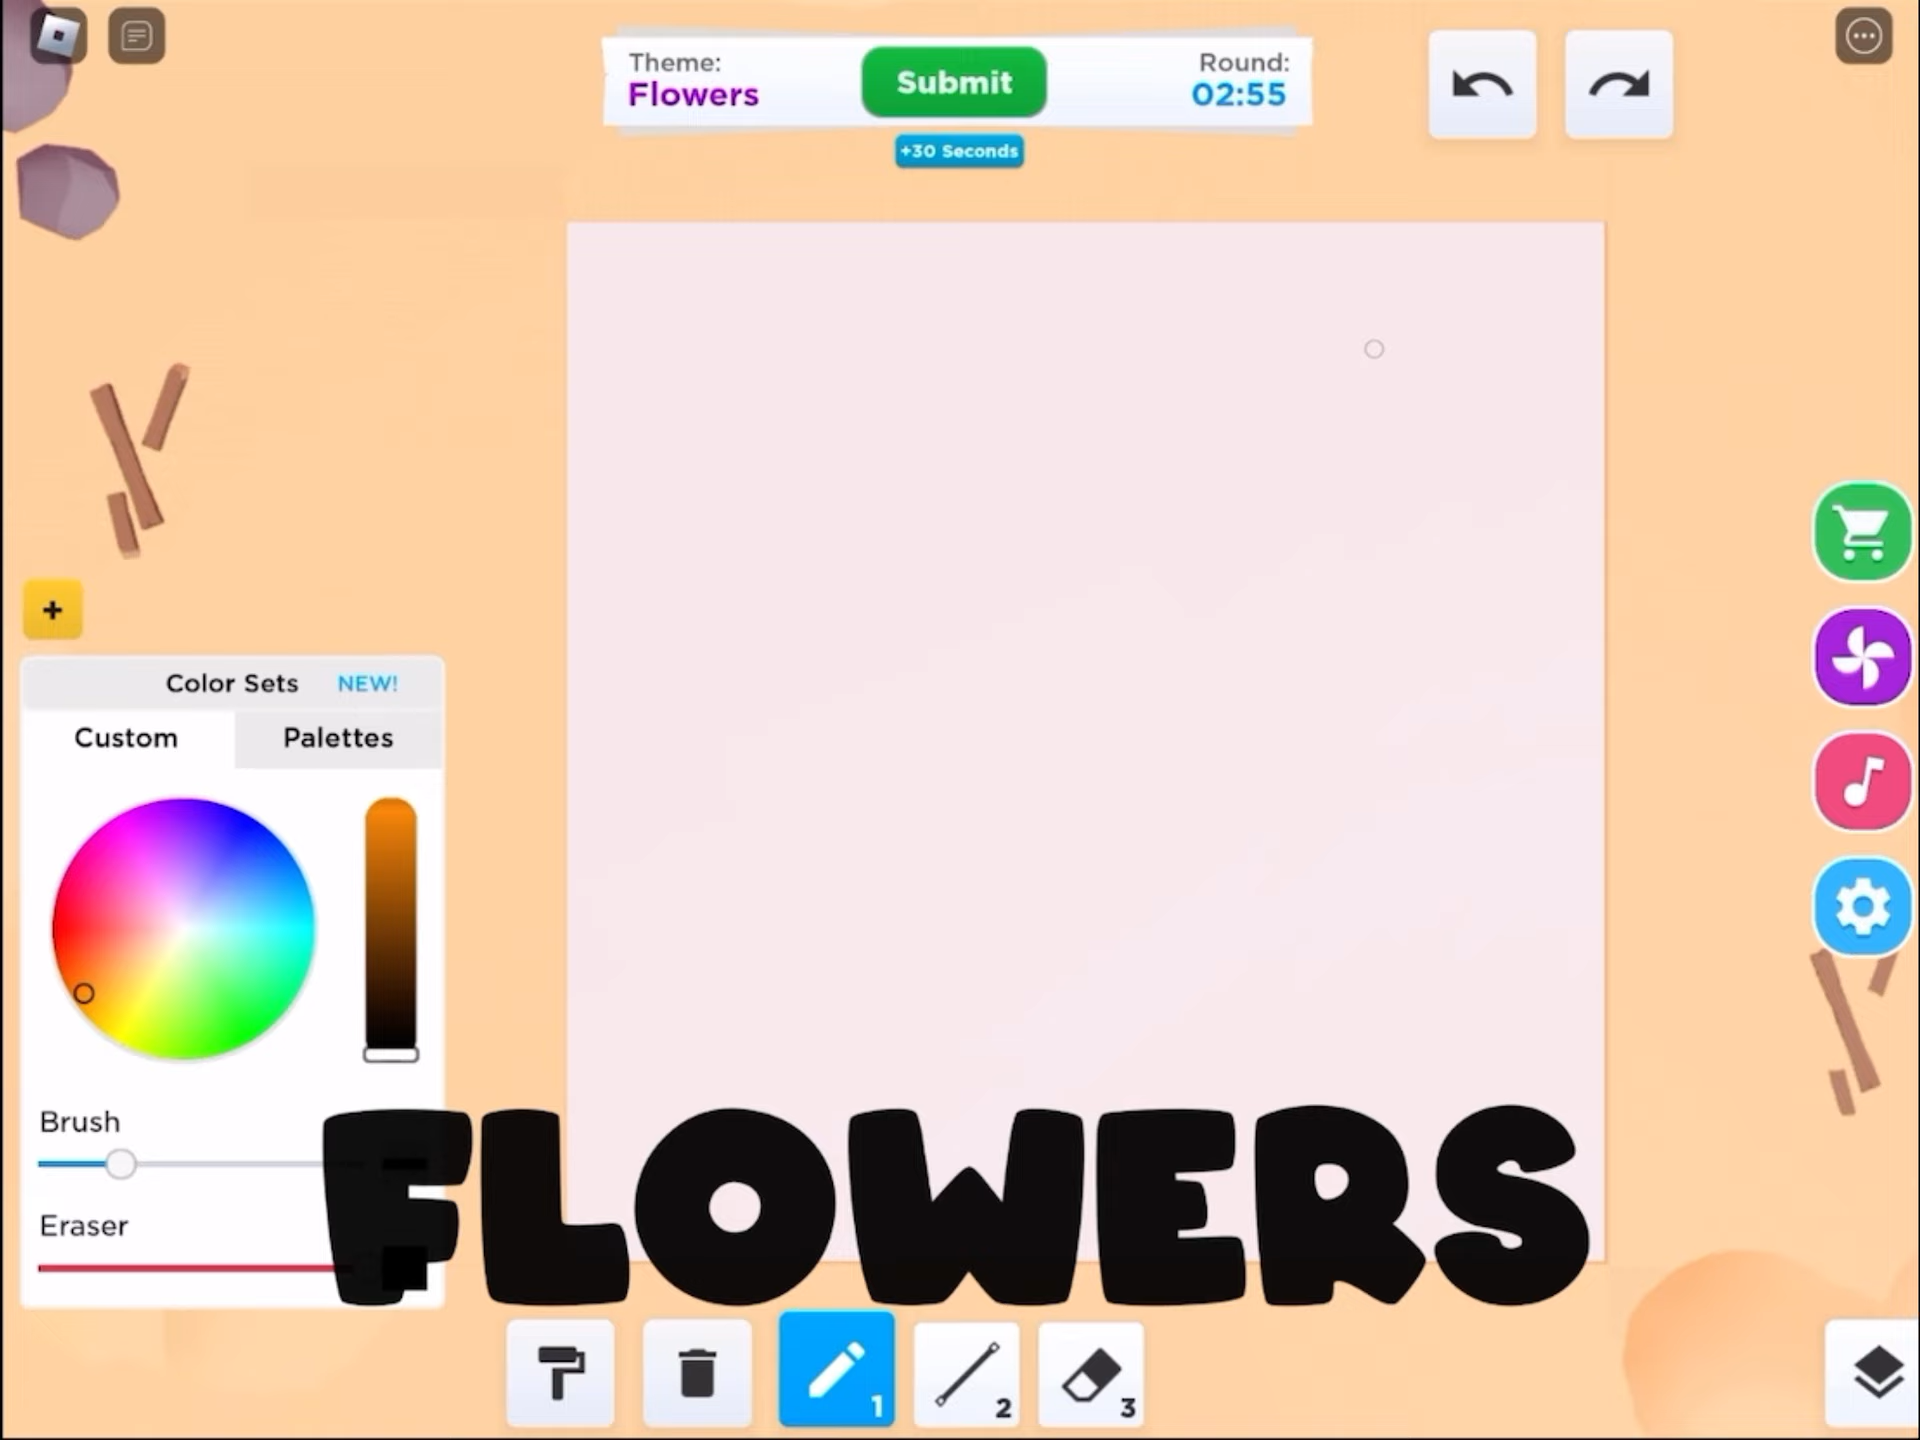 Theme:
Flowers
Submit
Round:
02:55
+30 Seconds
+
Color Sets NEW!
Custom Palettes
Brush
Eraser
FLOWERS
1
2
3